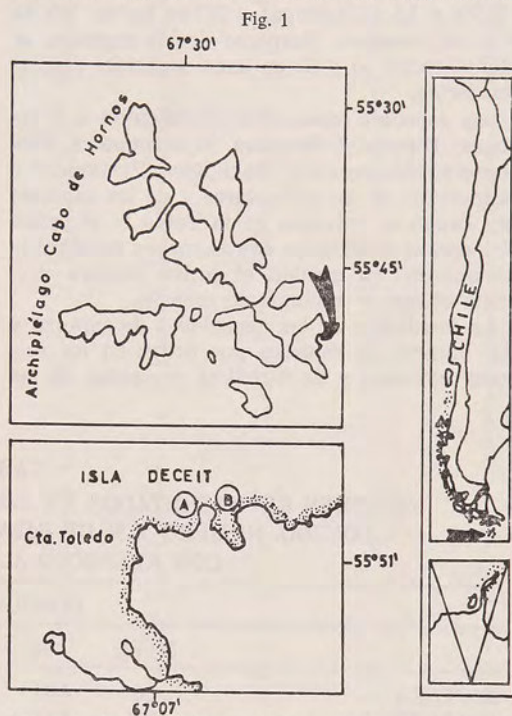 Fig. 1
67°30'
55°30'
Archipiélago Cabo de Hornos
55°45'
CHILE
ISLA DECEIT
A B
Cta. Toledo
55°51'
67°07'